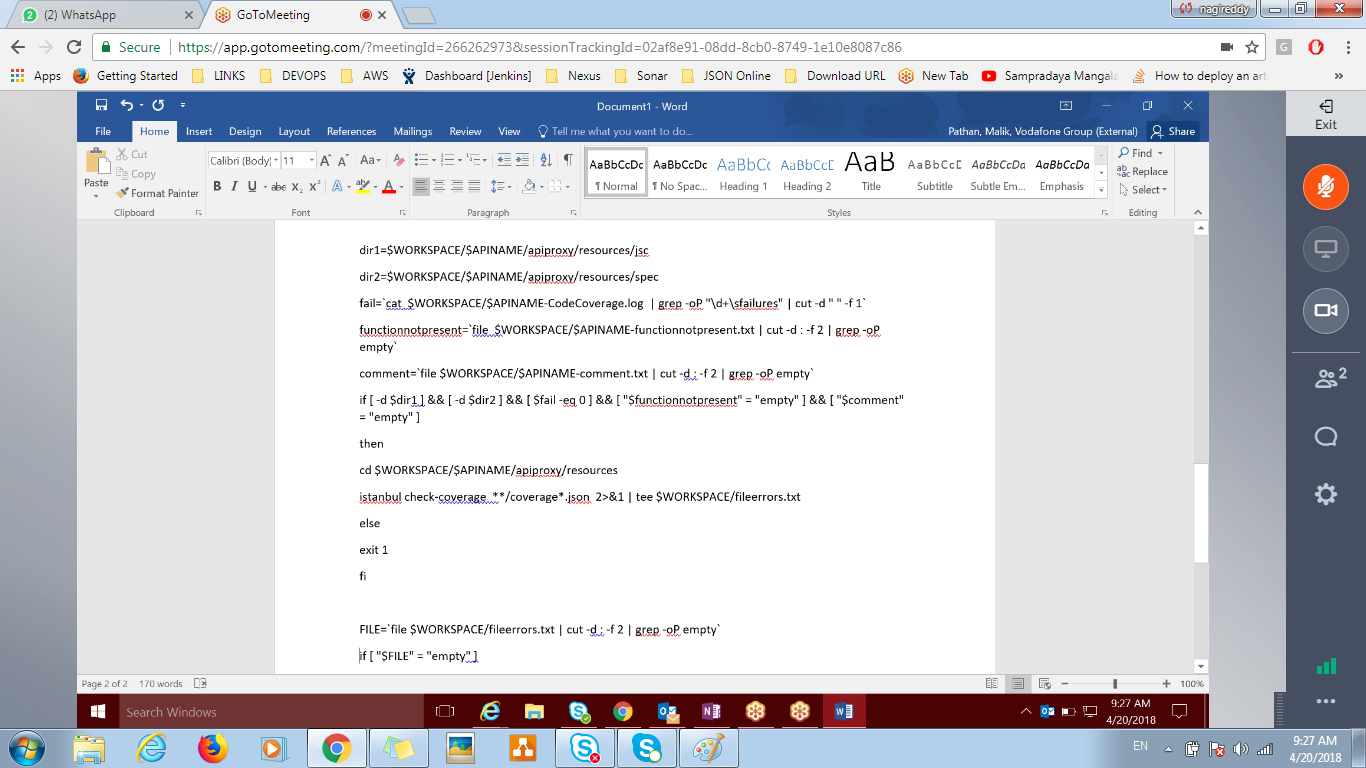 (2) WhatsApp
GoToMeeting
nagireddy
Secure
https://app.gotomeeting.com/?meetingId=266262973&sessionTrackingId=02af8e91-08dd-8cb0-8749-1e10e8087c86
Apps Getting Started LINKS DEVOPS AWS Dashboard [Jenkins] Nexus Sonar JSON Online Download URL New Tab Sampradaya Mangala How to deploy an art
Document1 - Word
File Home Insert Design Layout References Mailings Review View Tell me what you want to do... Pathan, Malik, Vodafone Group (External) Share
Paste
Cut
Copy
Format Painter
Clipboard
Calibri (Body) 11
Font
Paragraph
AaBbCcDc ¶ Normal
AaBbCcDc ¶ No Spac...
AaBbCc Heading 1
AaBbCcD Heading 2
AaB Title
AaBbCcD Subtitle
AaBbCcDa Subtle Em...
AaBbCcDa Emphasis
Styles
Find
Replace
Select
Editing
dir1=$WORKSPACE/$APINAME/apiproxy/resources/jsc
dir2=$WORKSPACE/$APINAME/apiproxy/resources/spec
fail=`cat $WORKSPACE/$APINAME-CodeCoverage.log | grep -oP "\d+\sfailures" | cut -d " " -f 1`
functionnotpresent=`file $WORKSPACE/$APINAME-functionnotpresent.txt | cut -d : -f 2 | grep -oP
empty`
comment=`file $WORKSPACE/$APINAME-comment.txt | cut -d : -f 2 | grep -oP empty`
if [ -d $dir1 ] && [ -d $dir2 ] && [ $fail -eq 0 ] && [ "$functionnotpresent" = "empty" ] && [ "$comment"
= "empty" ]
then
cd $WORKSPACE/$APINAME/apiproxy/resources
istanbul check-coverage **/coverage*.json 2>&1 | tee $WORKSPACE/fileerrors.txt
else
exit 1
fi
FILE=`file $WORKSPACE/fileerrors.txt | cut -d : -f 2 | grep -oP empty`
if [ "$FILE" = "empty" ]
Page 2 of 2 170 words 100%
Search Windows
9:27 AM
4/20/2018
Exit
2
EN
9:27 AM
4/20/2018